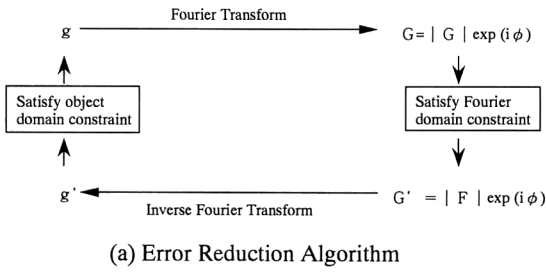 Fourier Transform
g
G=| G | exp (i ϕ)
Satisfy object
domain constraint
Satisfy Fourier
domain constraint
g'
G' = | F | exp (i ϕ)
Inverse Fourier Transform
(a) Error Reduction Algorithm